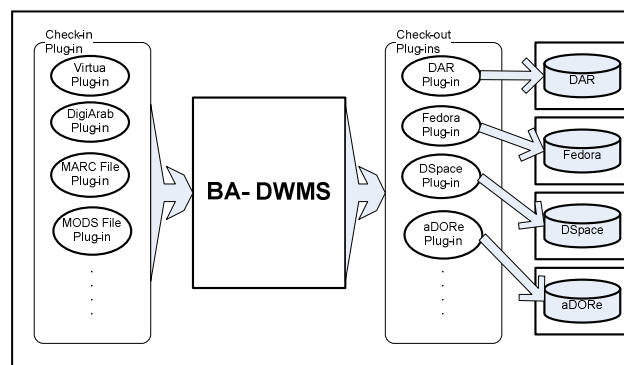 Check-in
Plug-in
Virtua
Plug-in
DigiArab
Plug-in
MARC File
Plug-in
MODS File
Plug-in
BA- DWMS
Check-out
Plug-ins
DAR
Plug-in
Fedora
Plug-in
DSpace
Plug-in
aDORe
Plug-in
DAR
Fedora
DSpace
aDORe